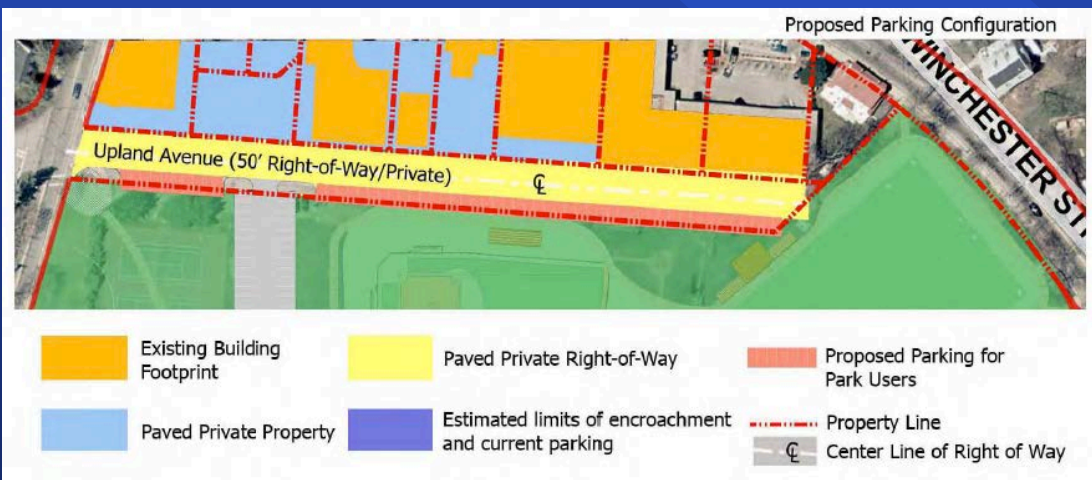 Proposed Parking Configuration
WINCHESTER ST
Upland Avenue (50' Right-of-Way/Private)
℄
Existing Building
Footprint
Paved Private Right-of-Way
Proposed Parking for
Park Users
Paved Private Property
Estimated limits of encroachment
and current parking
Property Line
℄
Center Line of Right of Way